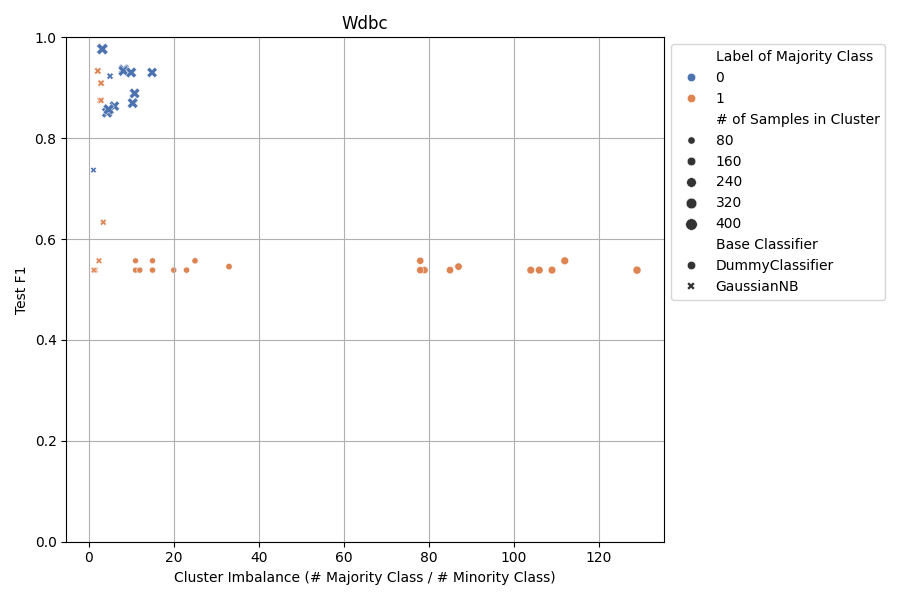 Wdbc
1.0
0.8
0.6
0.4
0.2
0.0
Test F1
0
20
40
60
80
100
120
Cluster Imbalance (# Majority Class / # Minority Class)
Label of Majority Class
0
1
# of Samples in Cluster
80
160
240
320
400
Base Classifier
DummyClassifier
GaussianNB